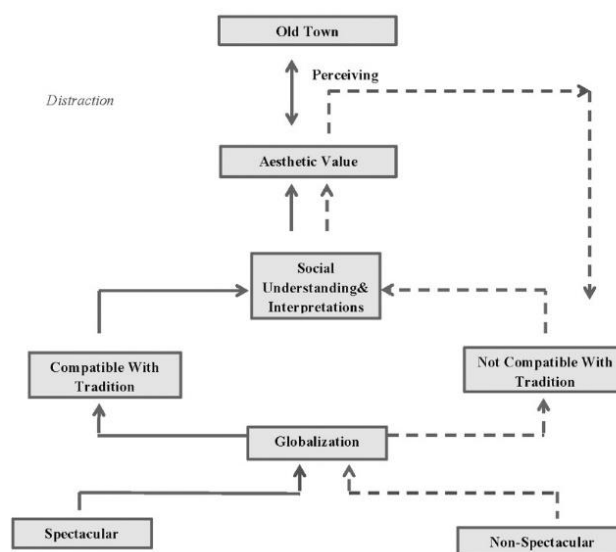 Old Town
Perceiving
Distraction
Aesthetic Value
Social
Understanding&
Interpretations
Compatible With
Tradition
Not Compatible With
Tradition
Globalization
Spectacular
Non-Spectacular